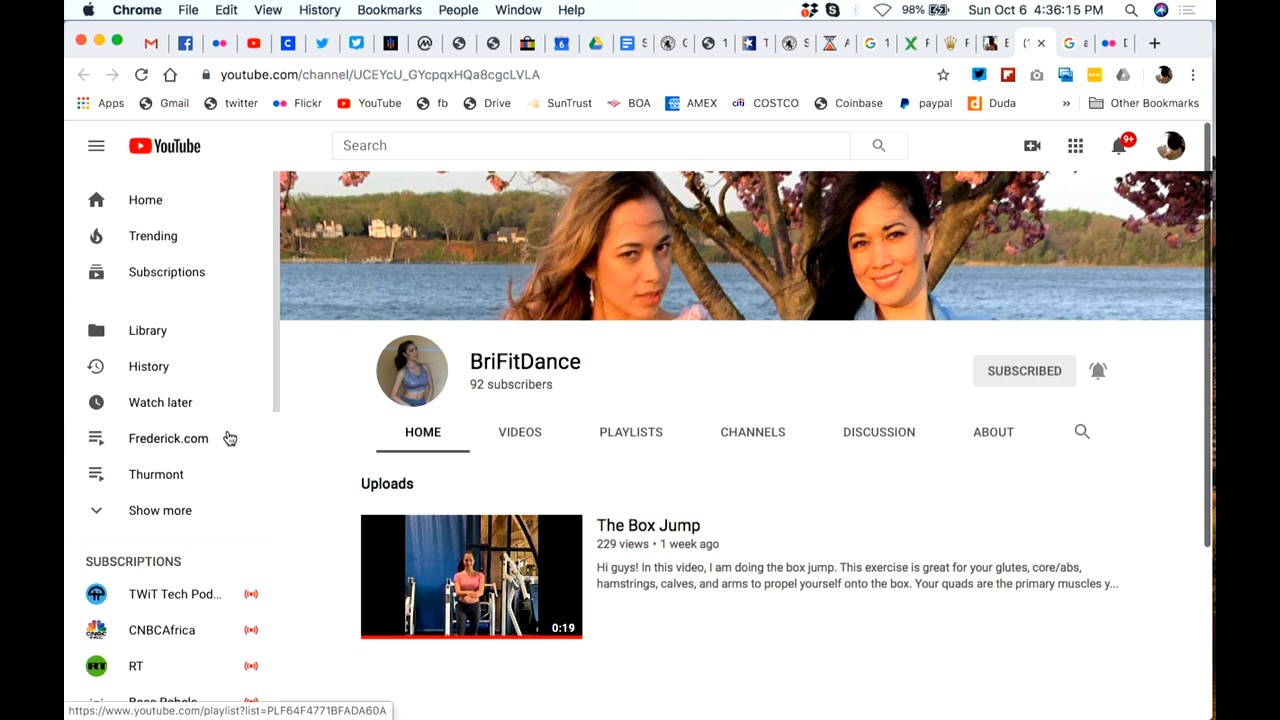 Chrome File Edit View History Bookmarks People Window Help 98% Sun Oct 6 4:36:15 PM
youtube.com/channel/UCEYcU_GYcpqxHQa8cgcLVLA
Apps Gmail twitter Flickr YouTube fb Drive SunTrust BOA AMEX COSTCO Coinbase paypal Duda » Other Bookmarks
YouTube
Search
9+
Home
Trending
Subscriptions
Library
History
Watch later
Frederick.com
Thurmont
Show more
SUBSCRIPTIONS
TWiT Tech Pod...
CNBCAfrica
RT
BriFitDance
92 subscribers
SUBSCRIBED
HOME VIDEOS PLAYLISTS CHANNELS DISCUSSION ABOUT
Uploads
The Box Jump
229 views • 1 week ago
Hi guys! In this video, I am doing the box jump. This exercise is great for your glutes, core/abs,
hamstrings, calves, and arms to propel yourself onto the box. Your quads are the primary muscles y...
0:19
https://www.youtube.com/playlist?list=PLF64F4771BFADA60A